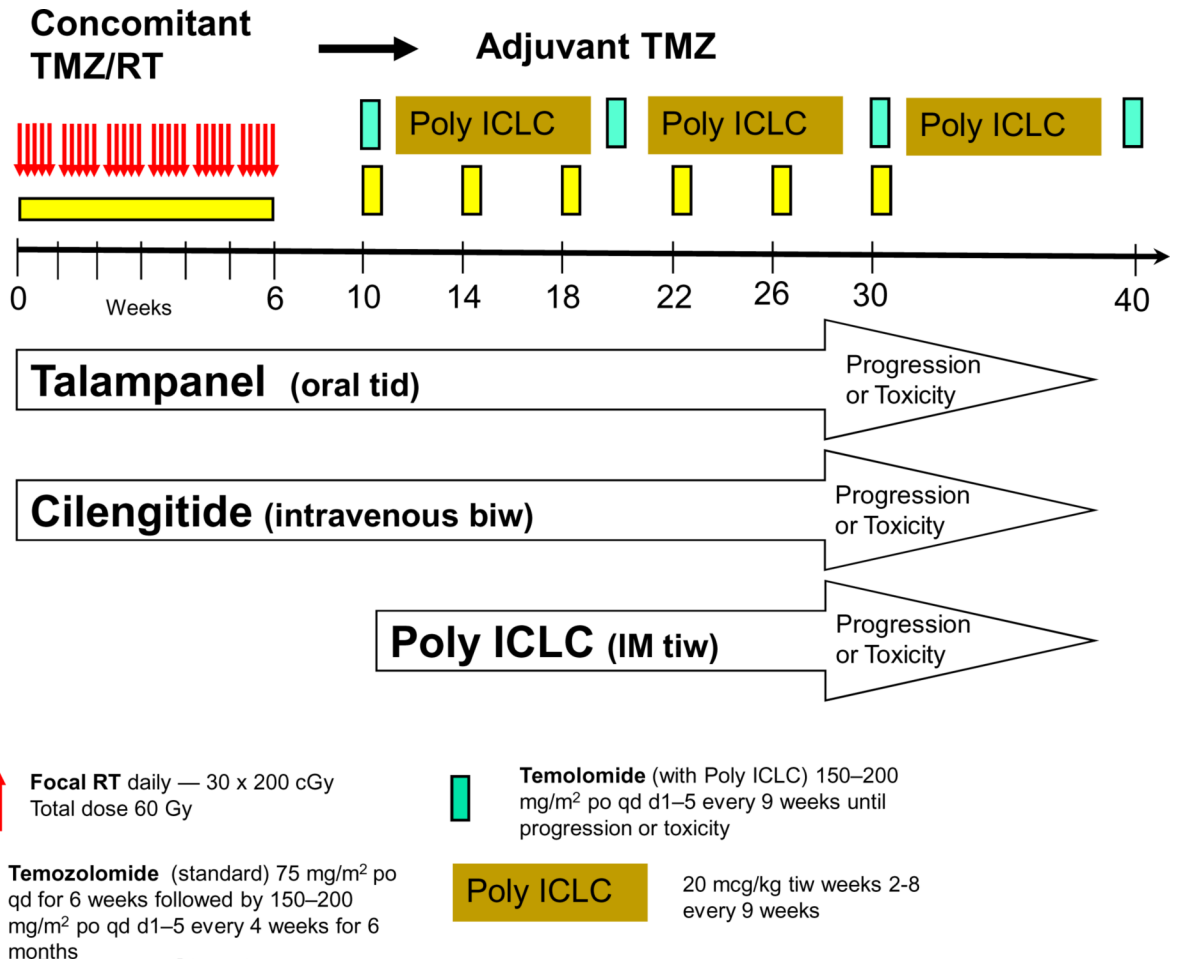 Concomitant
TMZ/RT
Adjuvant TMZ
Poly ICLC
Poly ICLC
Poly ICLC
0
Weeks
6
10
14
18
22
26
30
40
Talampanel (oral tid)
Progression
or Toxicity
Cilengitide (intravenous biw)
Progression
or Toxicity
Poly ICLC (IM tiw)
Progression
or Toxicity
Focal RT daily — 30 x 200 cGy
Total dose 60 Gy
Temolomide (with Poly ICLC) 150–200
mg/m² po qd d1–5 every 9 weeks until
progression or toxicity
Temozolomide (standard) 75 mg/m² po
qd for 6 weeks followed by 150–200
mg/m² po qd d1–5 every 4 weeks for 6
months
Poly ICLC
20 mcg/kg tiw weeks 2-8
every 9 weeks